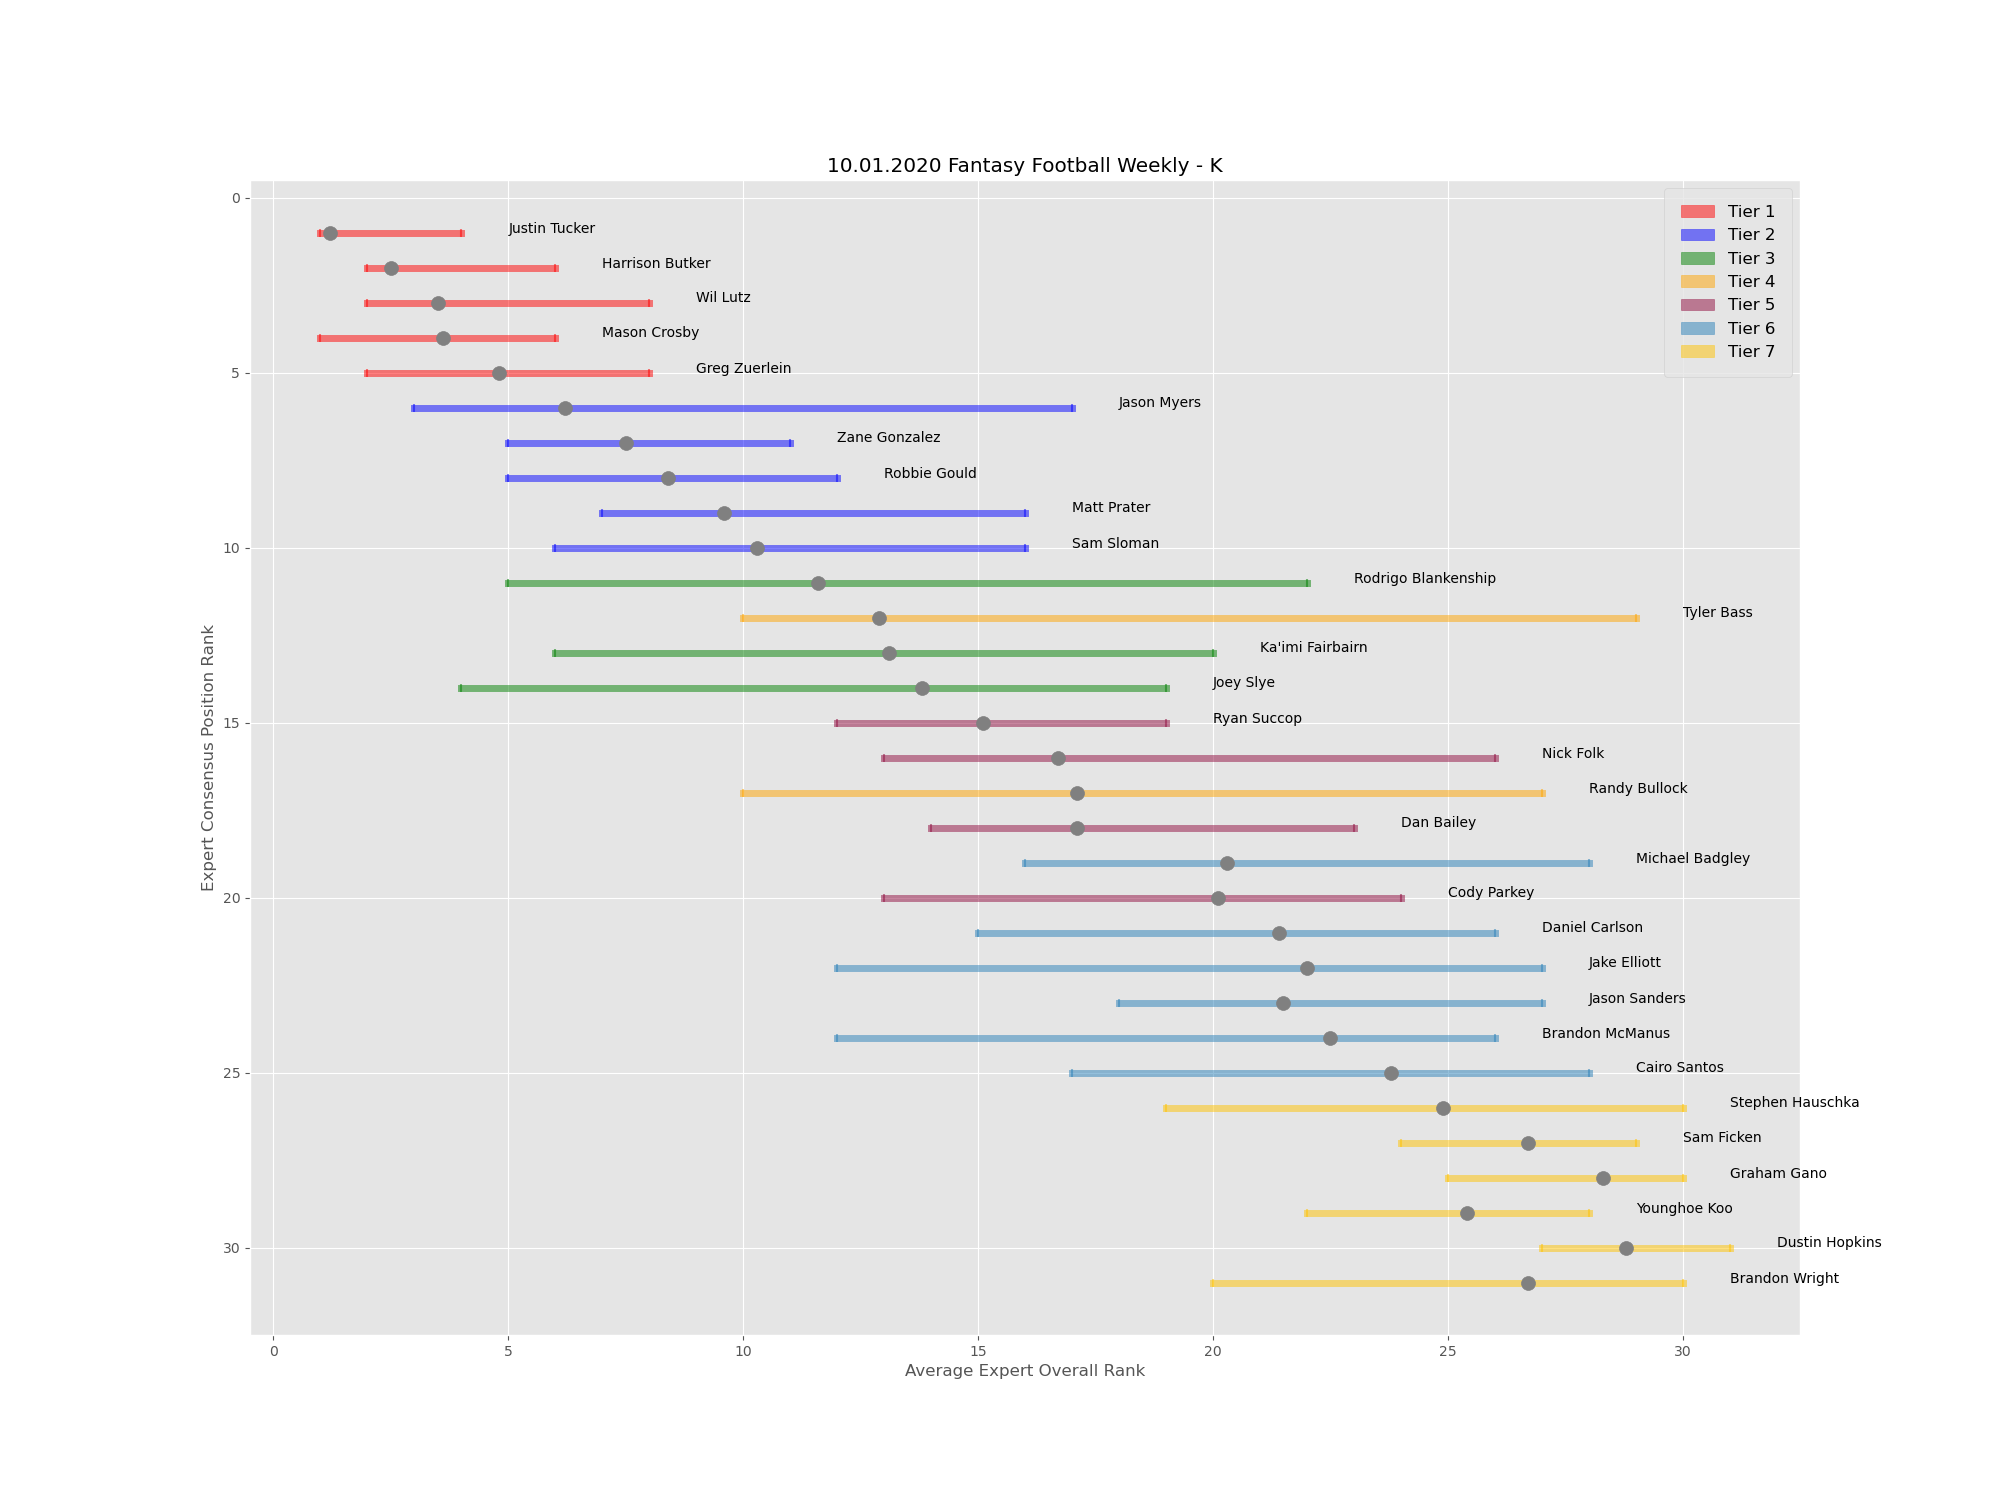 10.01.2020 Fantasy Football Weekly - K
Tier 1
Tier 2
Tier 3
Tier 4
Tier 5
Tier 6
Tier 7
Expert Consensus Position Rank
0
5
10
15
20
25
30
Justin Tucker
Harrison Butker
Wil Lutz
Mason Crosby
Greg Zuerlein
Jason Myers
Zane Gonzalez
Robbie Gould
Matt Prater
Sam Sloman
Rodrigo Blankenship
Tyler Bass
Ka'imi Fairbairn
Joey Slye
Ryan Succop
Nick Folk
Randy Bullock
Dan Bailey
Michael Badgley
Cody Parkey
Daniel Carlson
Jake Elliott
Jason Sanders
Brandon McManus
Cairo Santos
Stephen Hauschka
Sam Ficken
Graham Gano
Younghoe Koo
Dustin Hopkins
Brandon Wright
0 5 10 15 20 25 30
Average Expert Overall Rank